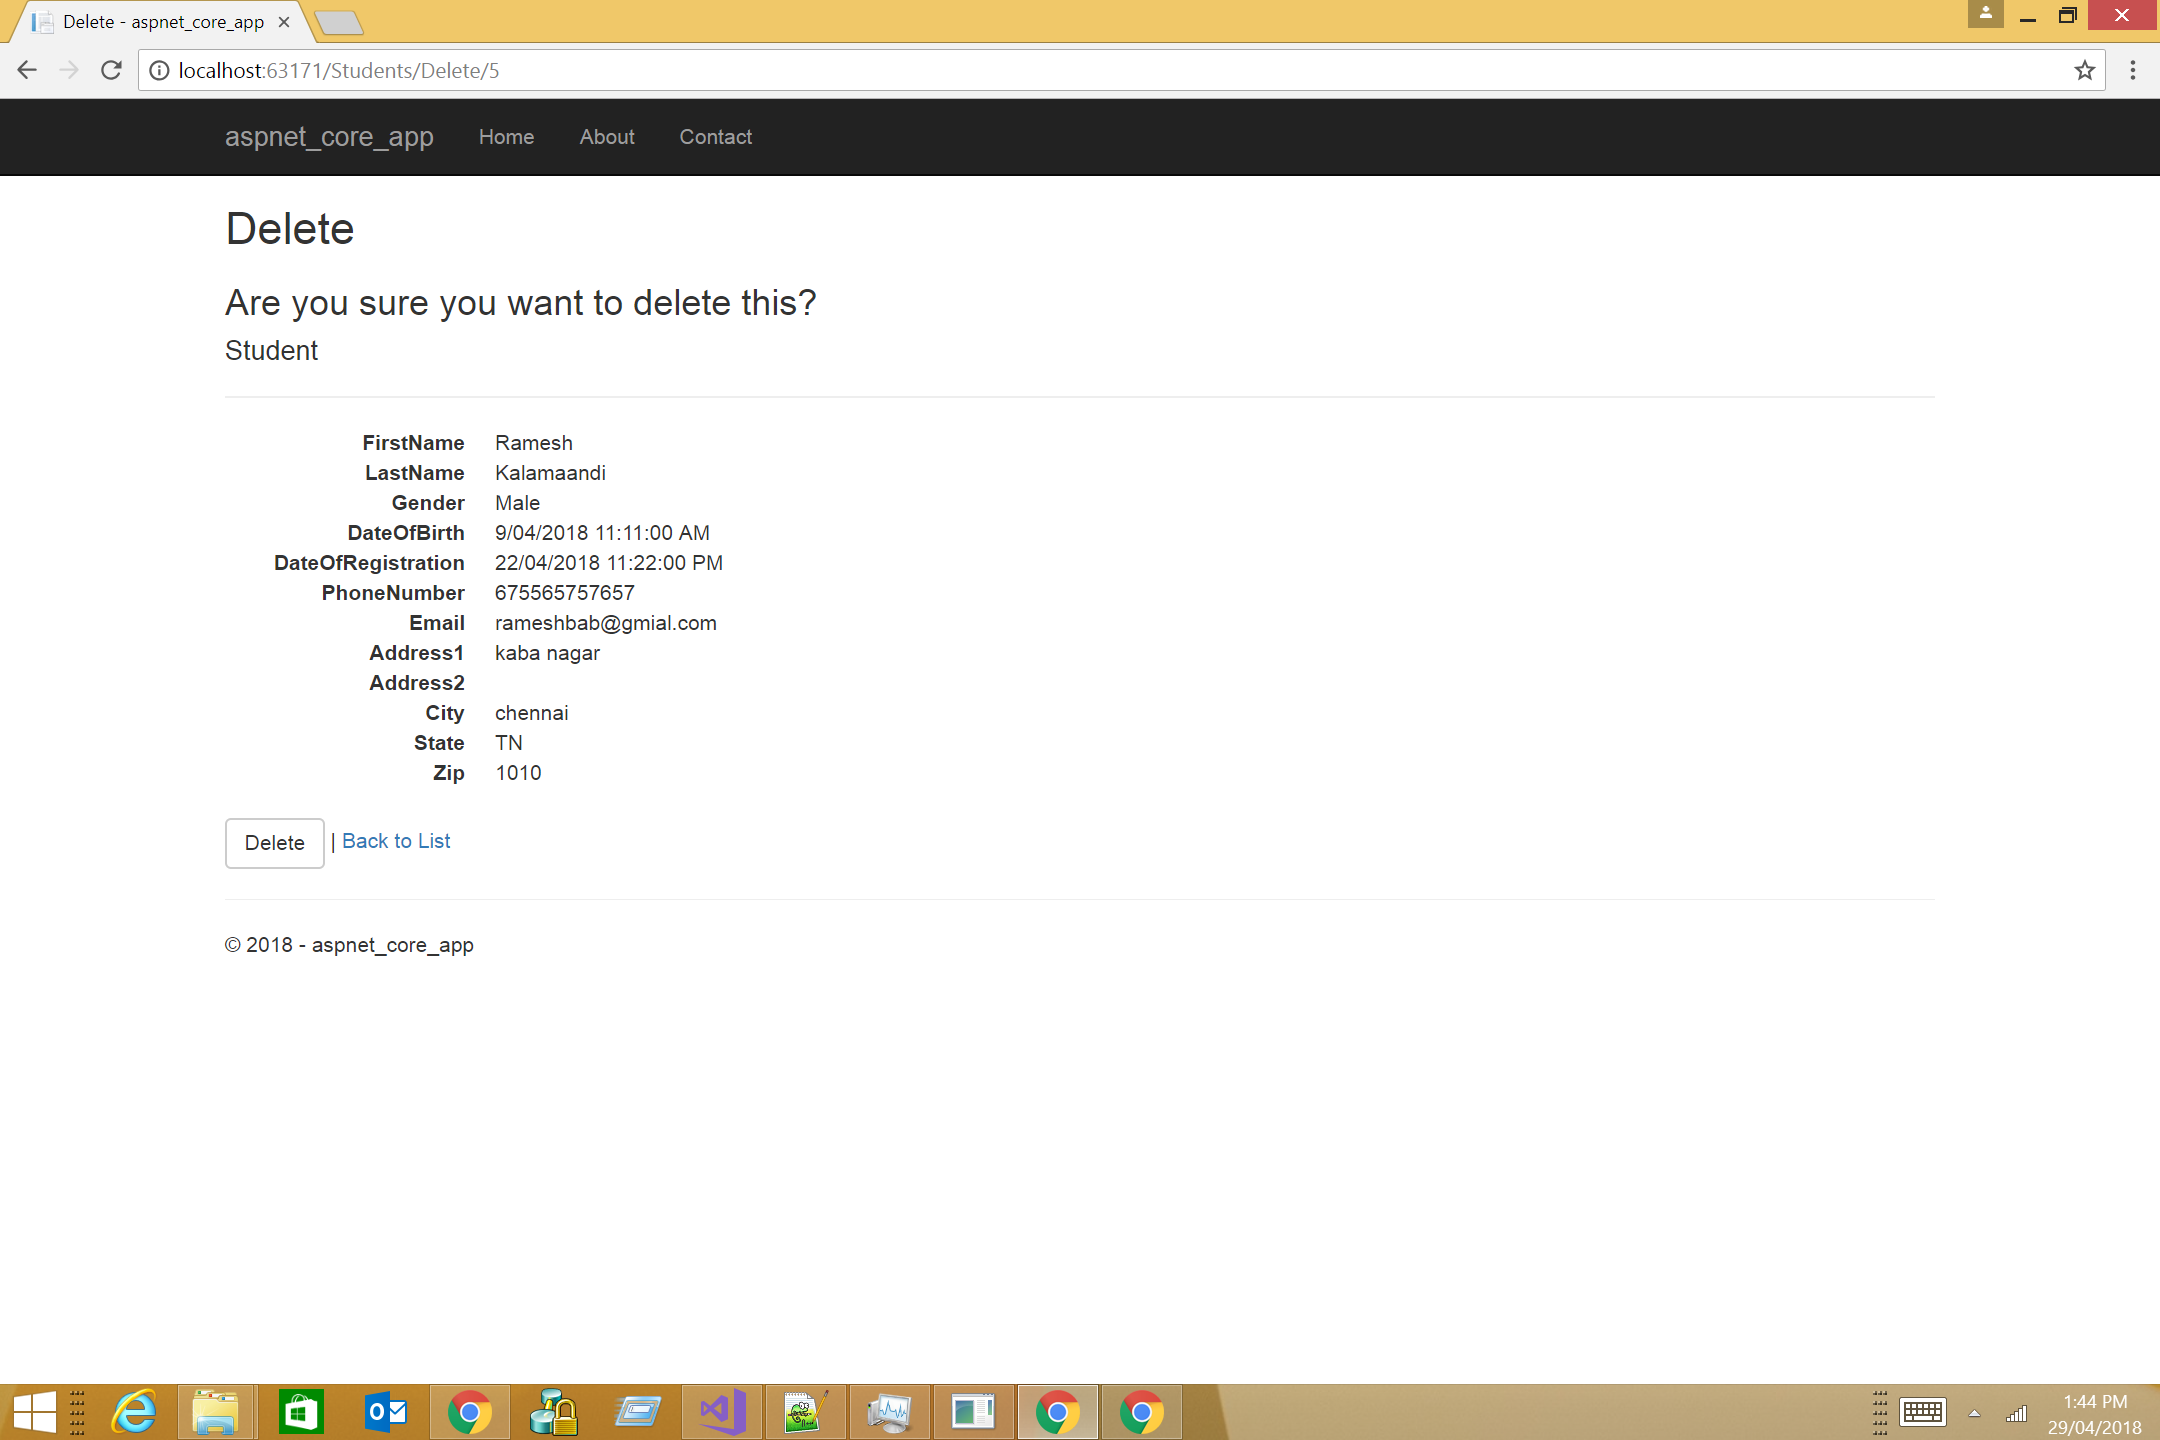 Delete - aspnet_core_app
localhost:63171/Students/Delete/5
aspnet_core_app Home About Contact
Delete
Are you sure you want to delete this?
Student
FirstName Ramesh
LastName Kalamaandi
Gender Male
DateOfBirth 9/04/2018 11:11:00 AM
DateOfRegistration 22/04/2018 11:22:00 PM
PhoneNumber 675565757657
Email rameshbab@gmial.com
Address1 kaba nagar
Address2
City chennai
State TN
Zip 1010
Delete | Back to List
© 2018 - aspnet_core_app
1:44 PM
29/04/2018